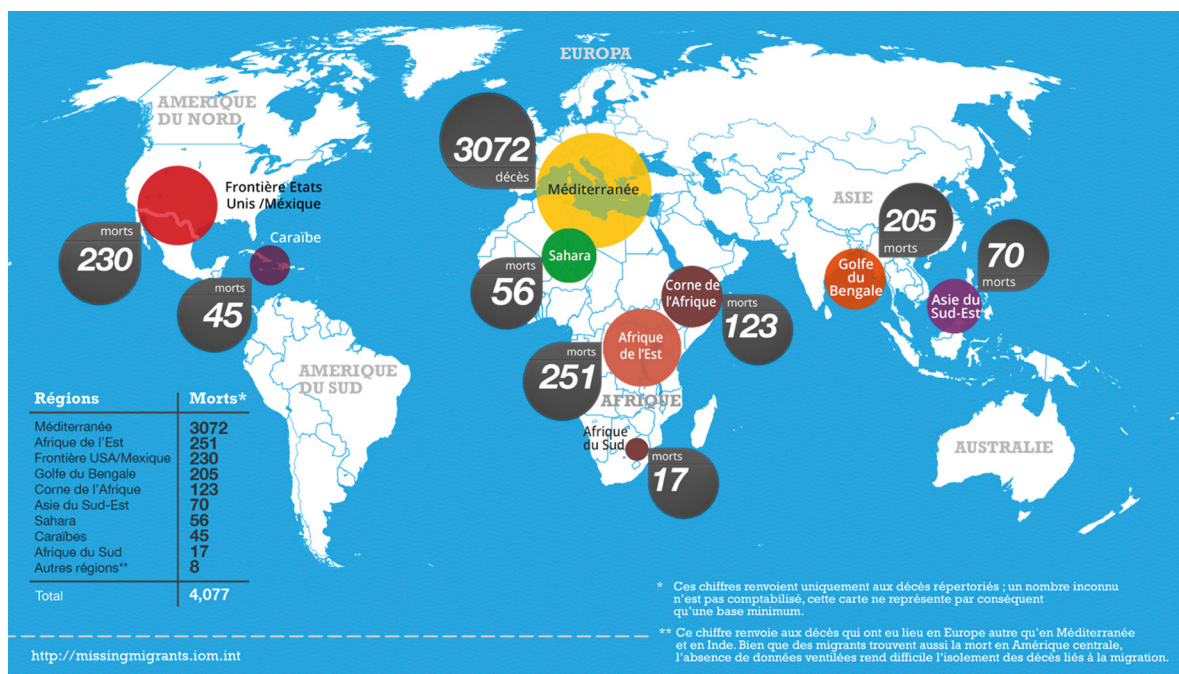 EUROPA
AMERIQUE
DU NORD
3072
décès
Méditerranée
Frontière Etats
Unis /Méxique
ASIE
205
morts
morts
230
Caraïbe
Sahara
morts
56
Corne de
l'Afrique
morts
123
Golfe
du
Bengale
70
morts
Asie du
Sud-Est
morts
45
Afrique
de l'Est
morts
251
AMERIQUE
DU SUD
AFRIQUE
Afrique
du Sud
morts
17
AUSTRALIE
Régions Morts*
Méditerranée 3072
Afrique de l'Est 251
Frontière USA/Mexique 230
Golfe du Bengale 205
Corne de l'Afrique 123
Asie du Sud-Est 70
Sahara 56
Caraïbes 45
Afrique du Sud 17
Autres régions** 8
Total 4,077
* Ces chiffres renvoient uniquement aux décès répertoriés ; un nombre inconnu
n'est pas comptabilisé, cette carte ne représente par conséquent
qu'une base minimum.
** Ce chiffre renvoie aux décès qui ont eu lieu en Europe autre qu'en Méditerranée
et en Inde. Bien que des migrants trouvent aussi la mort en Amérique centrale,
l'absence de données ventilées rend difficile l'isolement des décès liés à la migration.
http://missingmigrants.iom.int